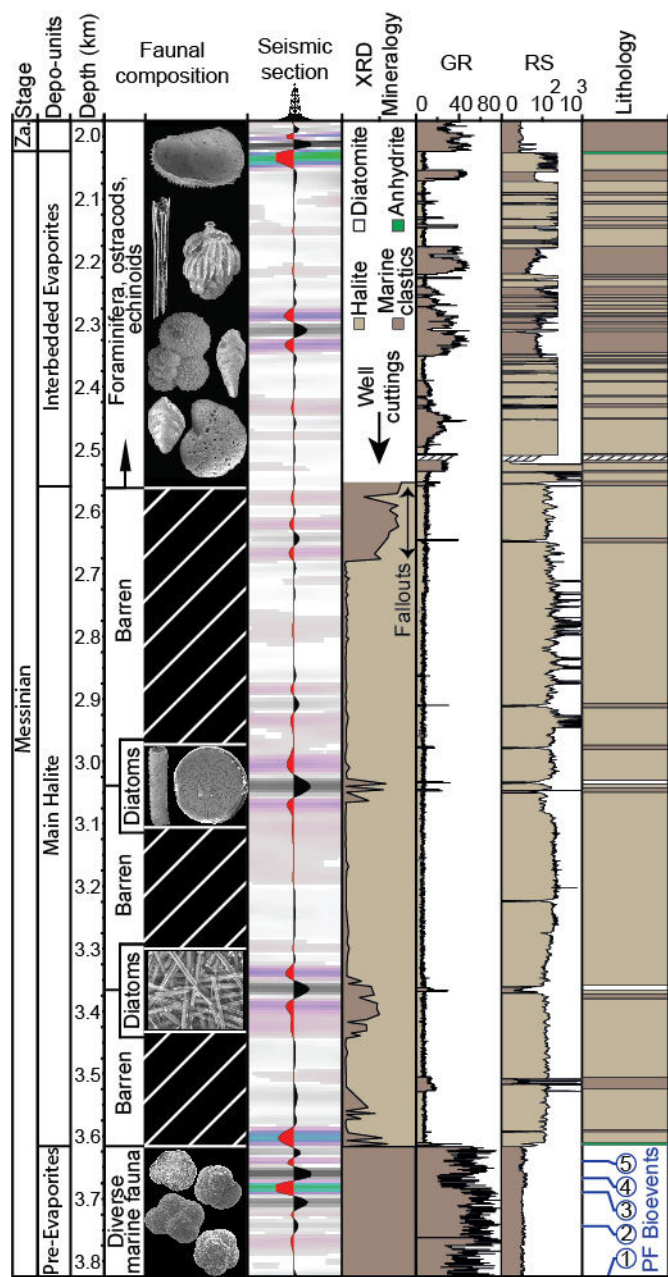 Stage
Depo-units
Depth (km)
Faunal
composition
Seismic
section
XRD
Mineralogy
GR
0 40 80
RS
0 10 2 10 3
Lithology
Za.
Messinian
Interbedded Evaporites
Main Halite
Pre-Evaporites
2.0
2.1
2.2
2.3
2.4
2.5
2.6
2.7
2.8
2.9
3.0
3.1
3.2
3.3
3.4
3.5
3.6
3.7
3.8
Foraminifera, ostracods,
echinoids
Barren
Diatoms
Barren
Diatoms
Barren
Diverse
marine fauna
Halite
Diatomite
Marine
clastics
Anhydrite
Well
cuttings
Fallouts
5
4
3
2
1
PF Bioevents